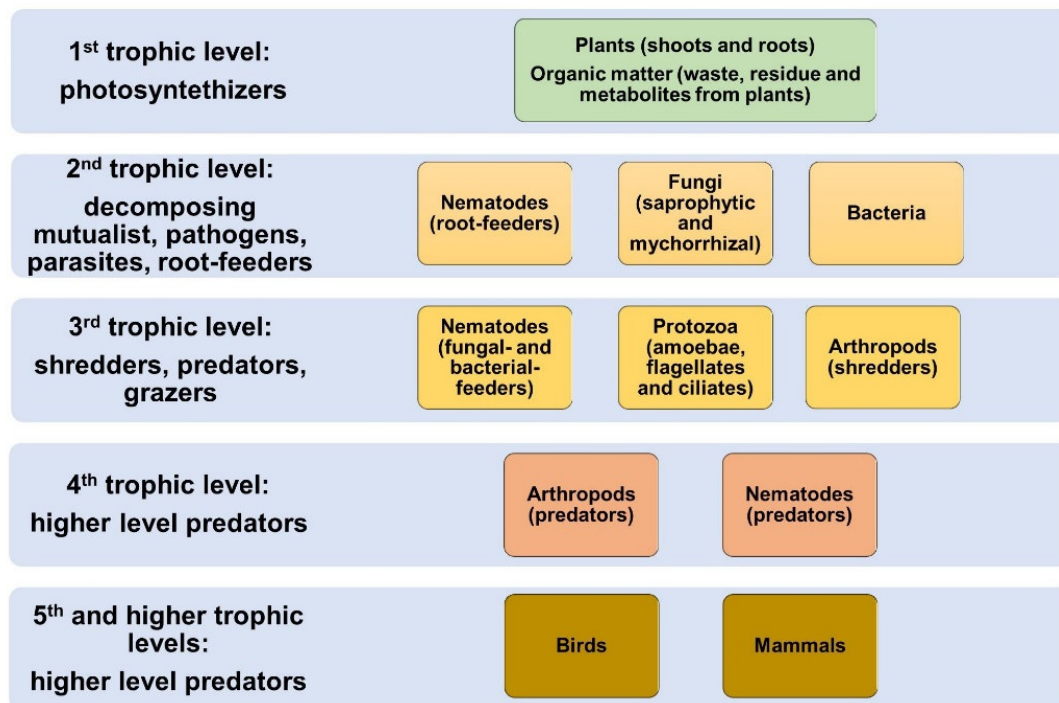 1st trophic level:
photosyntethizers
Plants (shoots and roots)
Organic matter (waste, residue and
metabolites from plants)
2nd trophic level:
decomposing
mutualist, pathogens,
parasites, root-feeders
Nematodes
(root-feeders)
Fungi
(saprophytic
and
mychorrhizal)
Bacteria
3rd trophic level:
shredders, predators,
grazers
Nematodes
(fungal- and
bacterial-
feeders)
Protozoa
(amoebae,
flagellates
and ciliates)
Arthropods
(shredders)
4th trophic level:
higher level predators
Arthropods
(predators)
Nematodes
(predators)
5th and higher trophic
levels:
higher level predators
Birds
Mammals